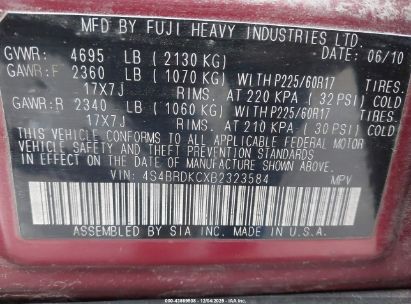 MFD BY FUJI HEAVY INDUSTRIES LTD.
GVWR: 4695 LB (2130 KG) DATE: 06/10
GAWR:F 2360 LB (1070 KG) WITH P225/60R17 TIRES.
17X7J RIMS. AT 220 KPA (32 PSI) COLD
GAWR:R 2340 LB (1060 KG) WITH P225/60R17 TIRES.
17X7J RIMS. AT 210 KPA (30 PSI) COLD
THIS VEHICLE CONFORMS TO ALL APPLICABLE FEDERAL
MOTOR VEHICLE SAFETY, BUMPER, AND THEFT PREVENTION
STANDARDS IN EFFECT ON THE DATE OF MANUFACTURE SHOWN ABOVE.
VIN: 4S4BRDKCXB2323584 MPV
ASSEMBLED BY SIA INC. MADE IN U.S.A.